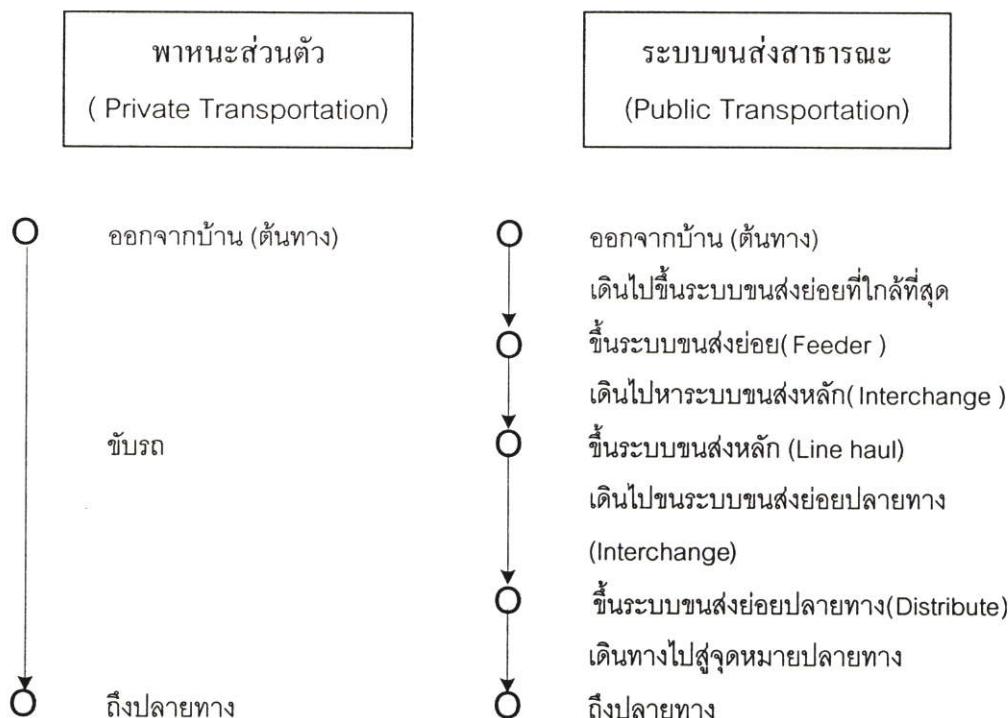 พาหนะส่วนตัว
( Private Transportation)
ออกจากบ้าน (ต้นทาง)
ขับรถ
ถึงปลายทาง
ระบบขนส่งสาธารณะ
(Public Transportation)
ออกจากบ้าน (ต้นทาง)
เดินไปขึ้นระบบขนส่งย่อยที่ใกล้ที่สุด
ขึ้นระบบขนส่งย่อย( Feeder )
เดินไปหาระบบขนส่งหลัก( Interchange )
ขึ้นระบบขนส่งหลัก (Line haul)
เดินไปขนระบบขนส่งย่อยปลายทาง
(Interchange)
ขึ้นระบบขนส่งย่อยปลายทาง(Distribute)
เดินทางไปสู่จุดหมายปลายทาง
ถึงปลายทาง